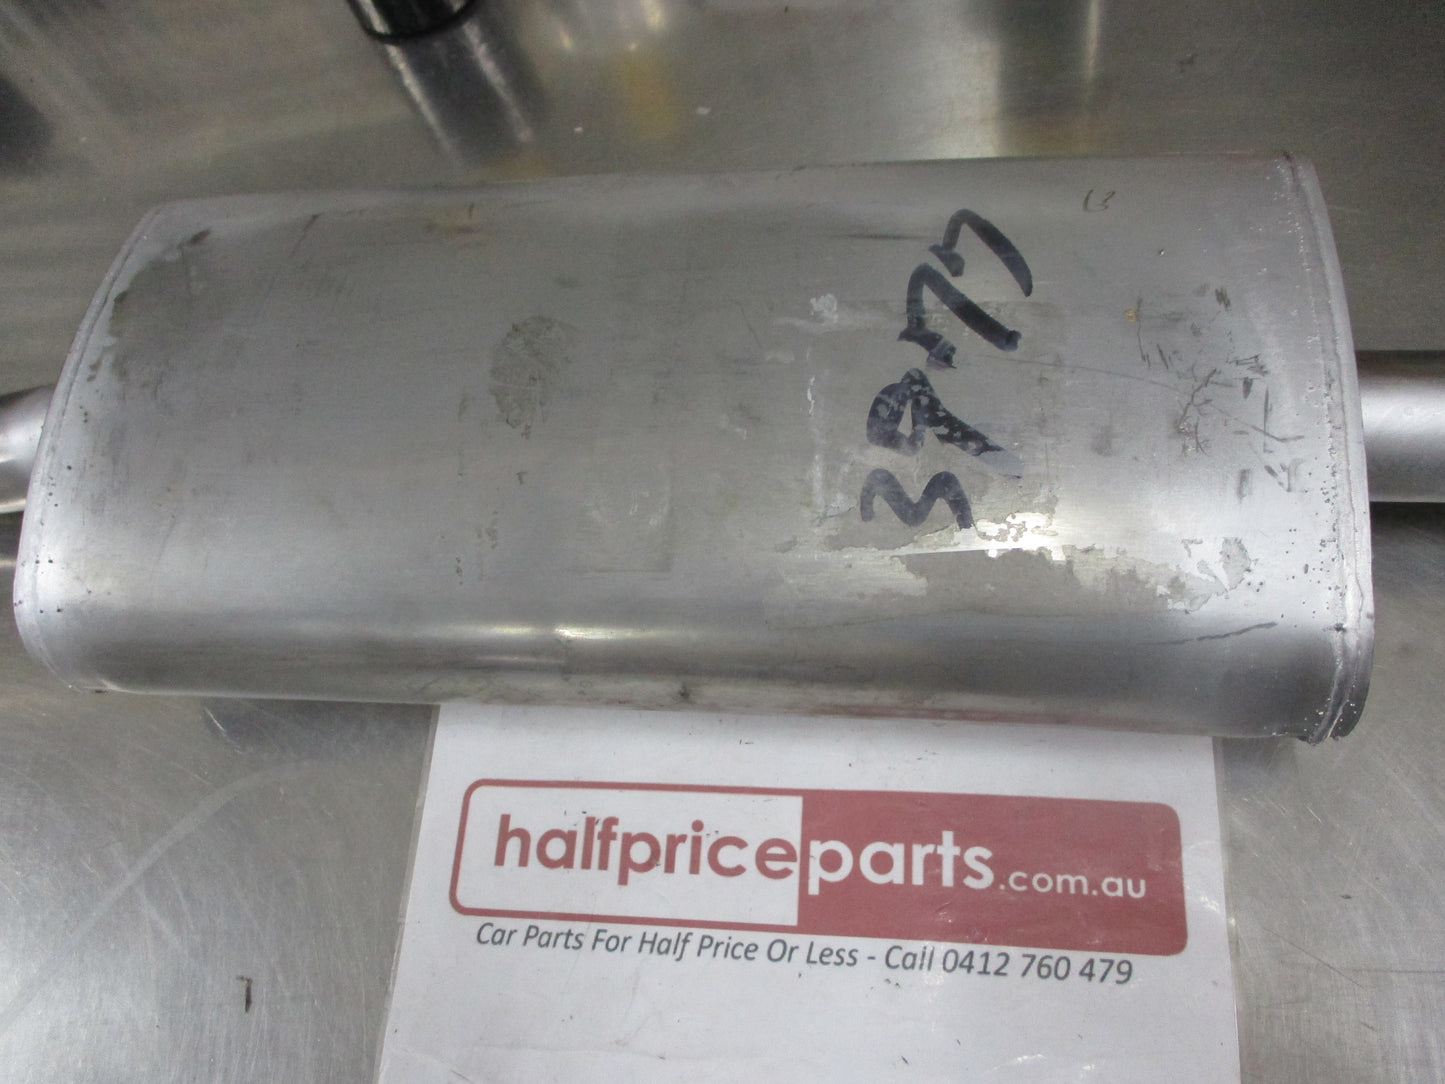 3977
halfpriceparts.com.au
Car Parts For Half Price Or Less - Call 0412 760 479